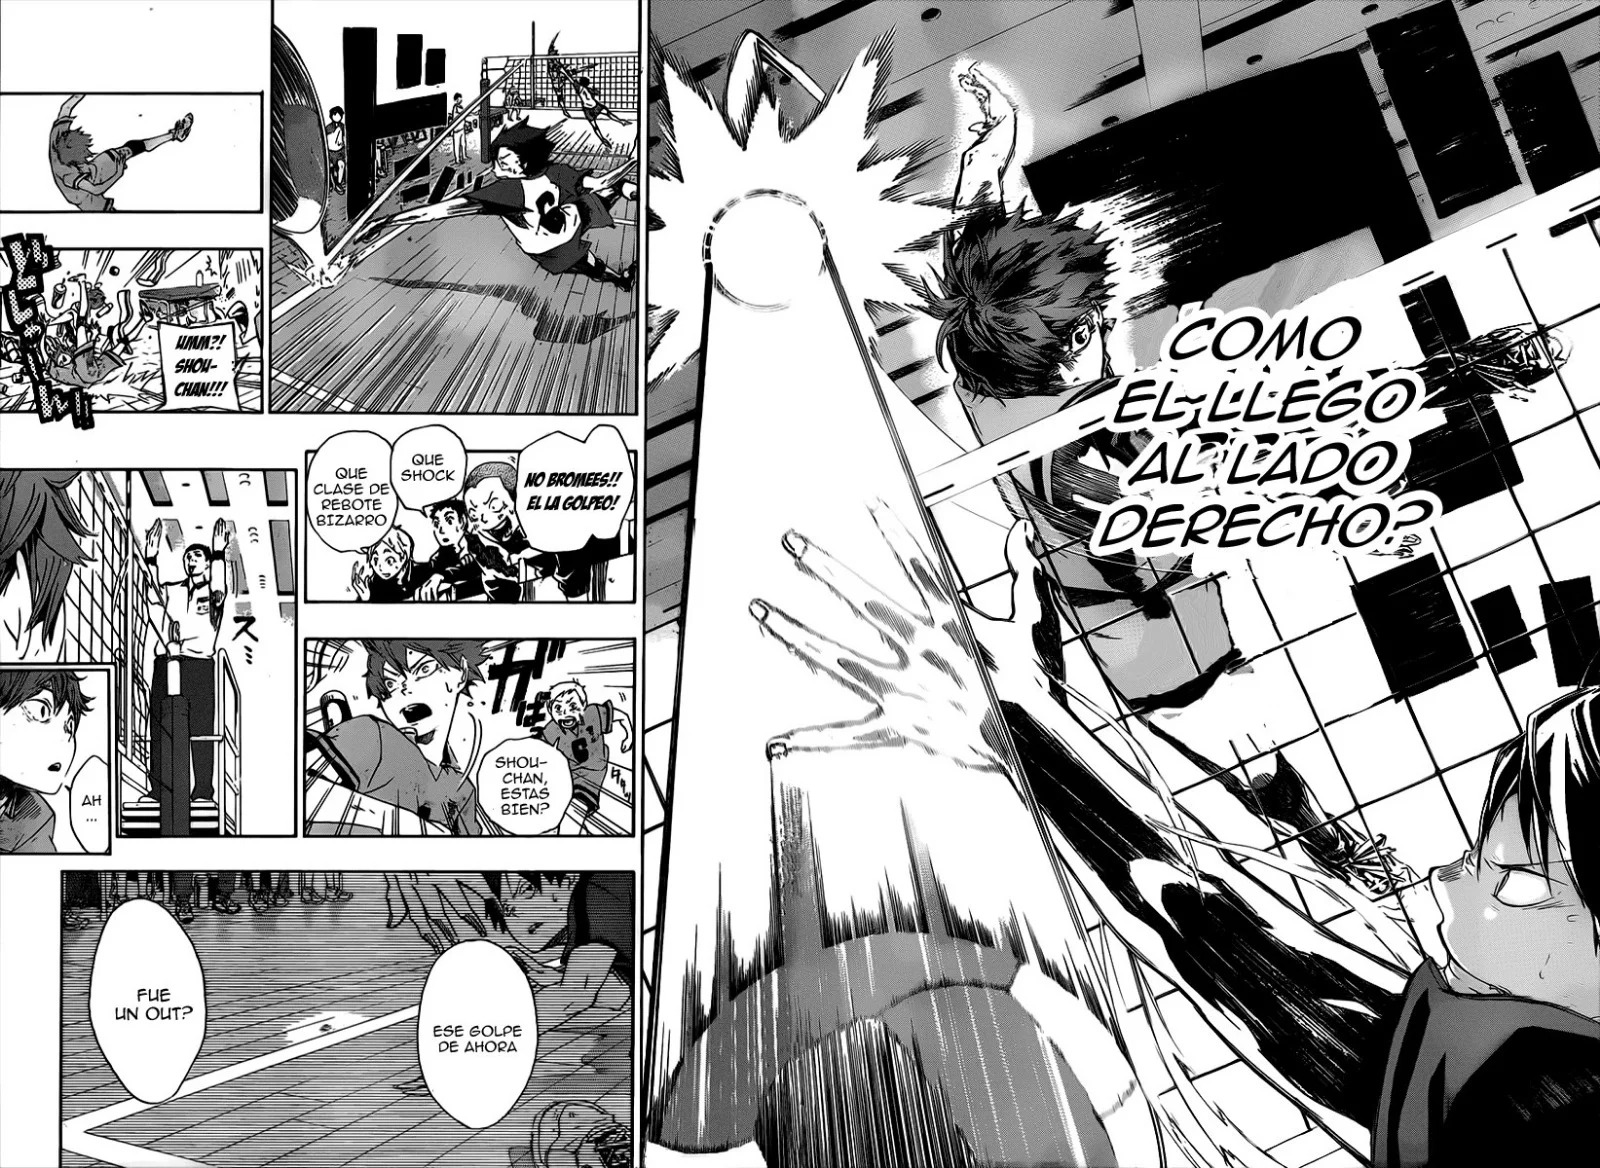 COMO
EL LLEGO
AL LADO
DERECHO?
UMM?!
SHOU-
CHAN!!!
NO BROMEES!!
EL LA GOLPEO!
QUE
SHOCK
QUE
CLASE DE
REBOTE
BIZARRO
SHOU-
CHAN,
ESTAS
BIEN?
ス
AH
...
ESE GOLPE
DE AHORA
FUE
UN OUT?